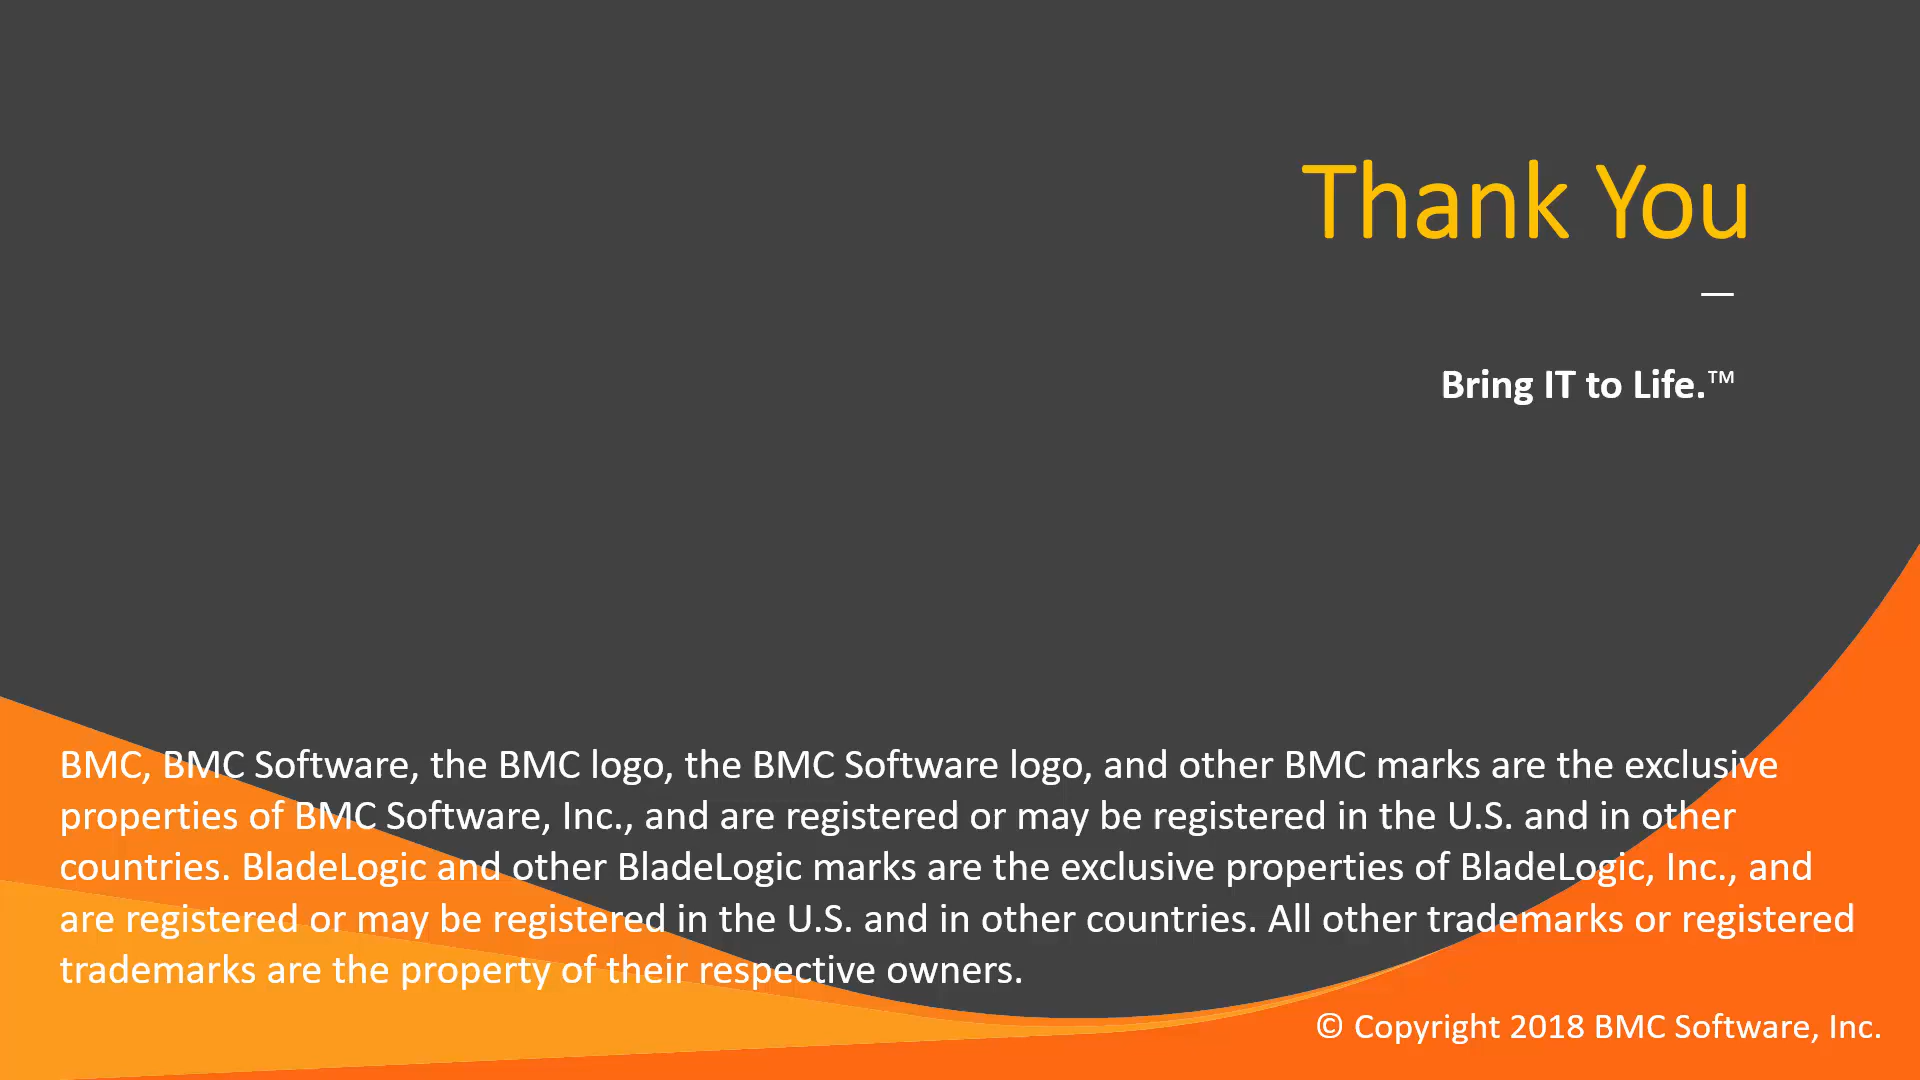 Thank You
—
Bring IT to Life.™
BMC, BMC Software, the BMC logo, the BMC Software logo, and other BMC marks are the exclusive
properties of BMC Software, Inc., and are registered or may be registered in the U.S. and in other
countries. BladeLogic and other BladeLogic marks are the exclusive properties of BladeLogic, Inc., and
are registered or may be registered in the U.S. and in other countries. All other trademarks or registered
trademarks are the property of their respective owners.
© Copyright 2018 BMC Software, Inc.